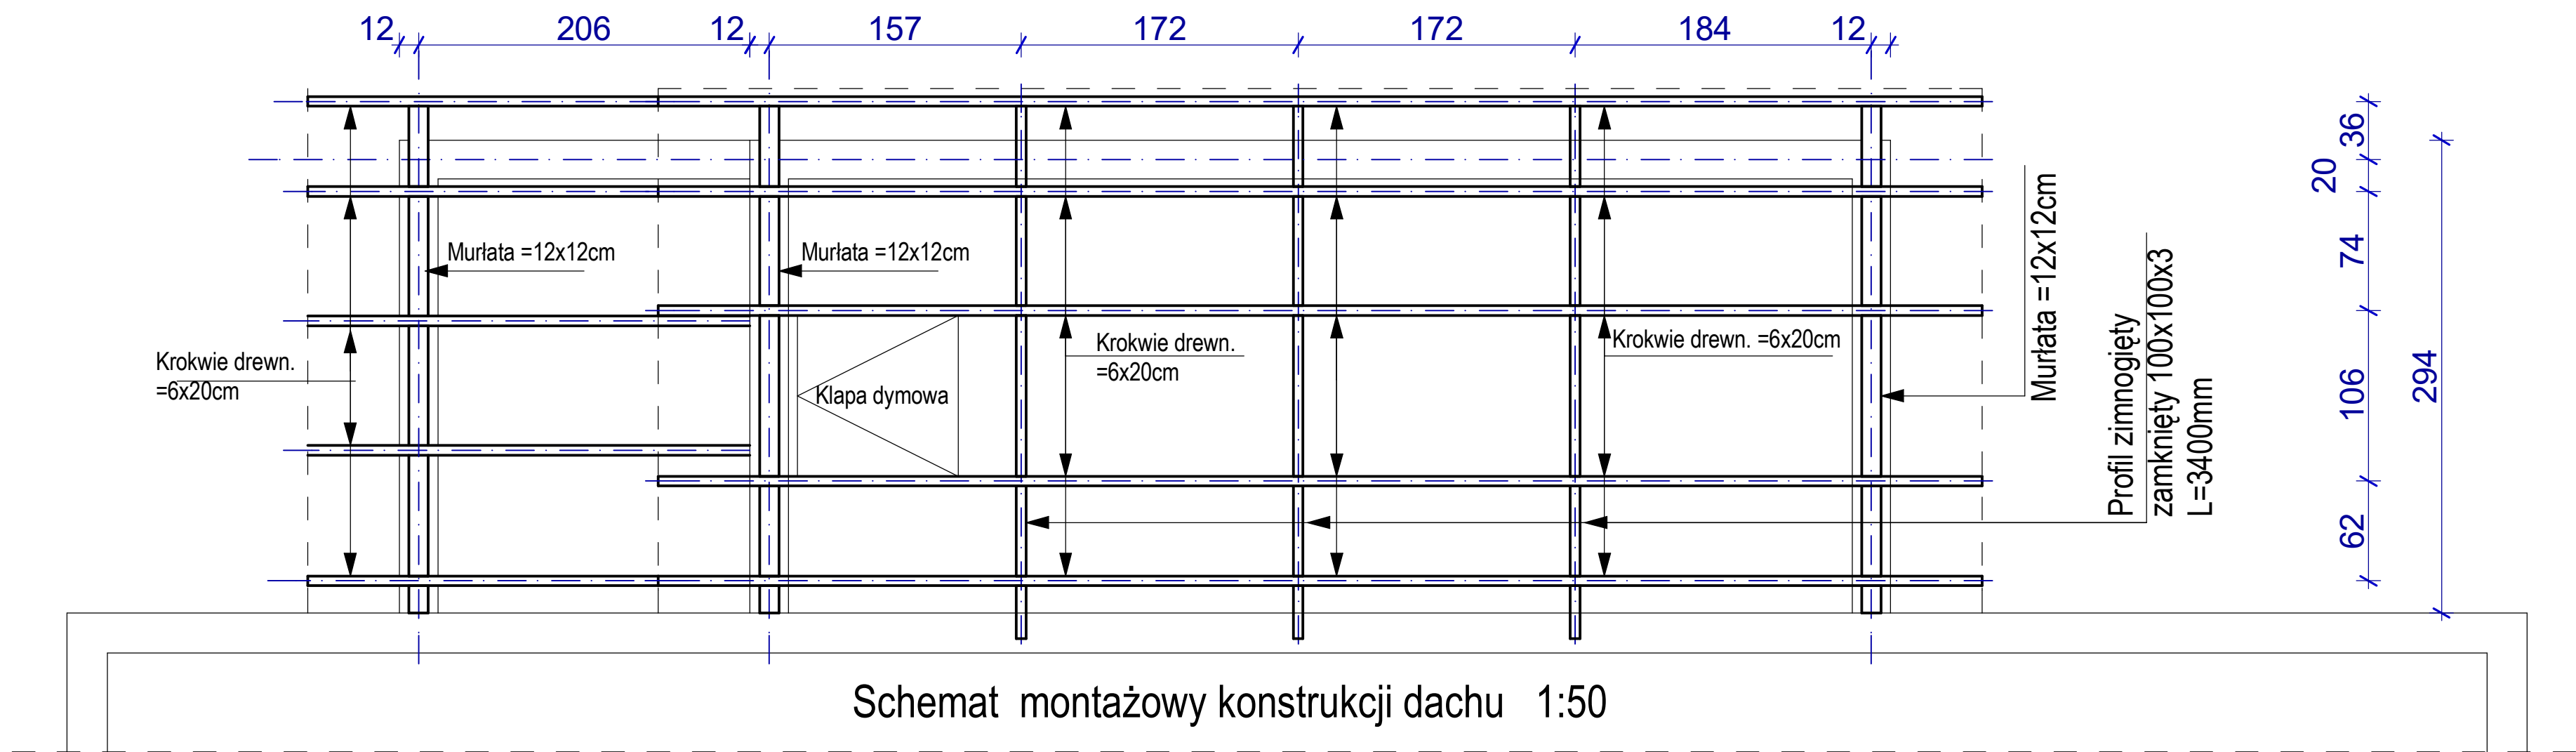 12 206 12 157 172 172 184 12
36
20
74
106
62
294
Murłata =12x12cm
Murłata =12x12cm
Murłata =12x12cm
Krokwie drewn.
=6x20cm
Krokwie drewn.
=6x20cm
Krokwie drewn. =6x20cm
Klapa dymowa
Profil zimnogięty
zamknięty 100x100x3
L=3400mm
Schemat montażowy konstrukcji dachu 1:50